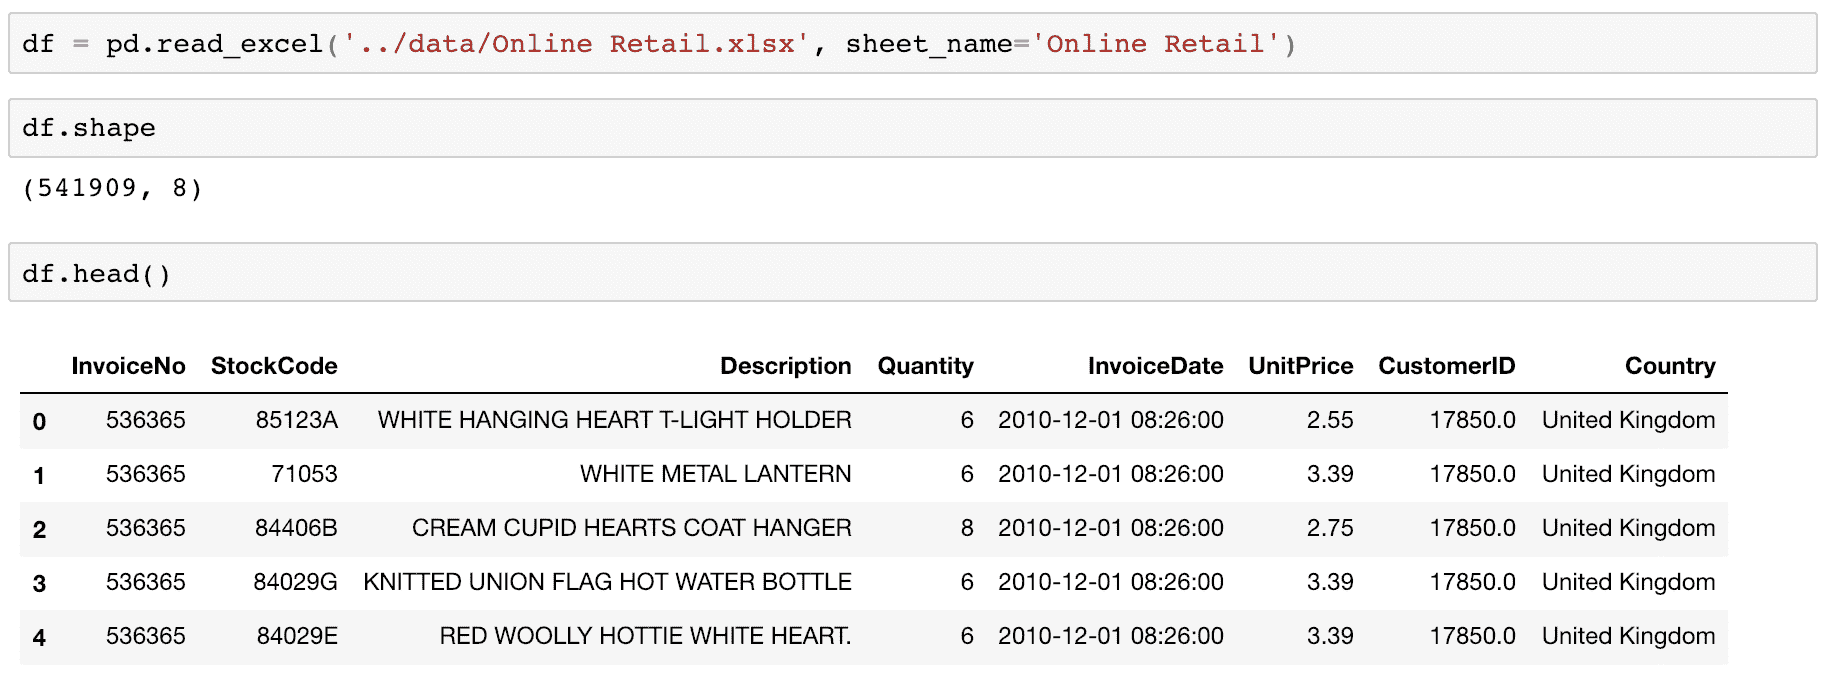 df = pd.read_excel('../data/Online Retail.xlsx', sheet_name='Online Retail')
df.shape
(541909, 8)
df.head()
InvoiceNo StockCode Description Quantity InvoiceDate UnitPrice CustomerID Country
0 536365 85123A WHITE HANGING HEART T-LIGHT HOLDER 6 2010-12-01 08:26:00 2.55 17850.0 United Kingdom
1 536365 71053 WHITE METAL LANTERN 6 2010-12-01 08:26:00 3.39 17850.0 United Kingdom
2 536365 84406B CREAM CUPID HEARTS COAT HANGER 8 2010-12-01 08:26:00 2.75 17850.0 United Kingdom
3 536365 84029G KNITTED UNION FLAG HOT WATER BOTTLE 6 2010-12-01 08:26:00 3.39 17850.0 United Kingdom
4 536365 84029E RED WOOLLY HOTTIE WHITE HEART. 6 2010-12-01 08:26:00 3.39 17850.0 United Kingdom